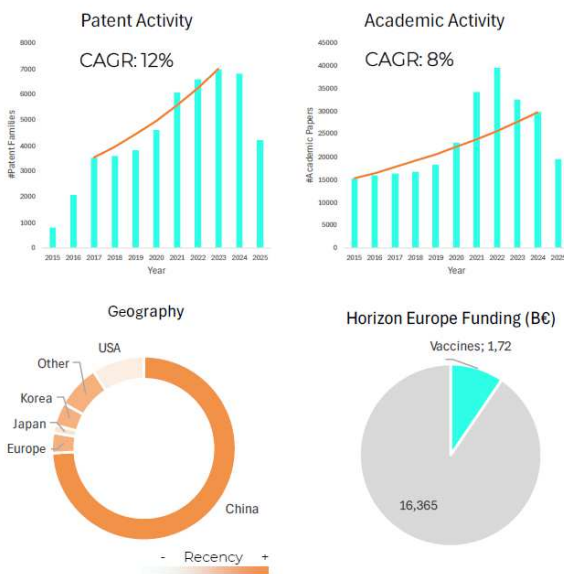 Patent Activity
CAGR: 12%
#Patent Families
8000
7000
6000
5000
4000
3000
2000
1000
0
2015 2016 2017 2018 2019 2020 2021 2022 2023 2024 2025
Year
Academic Activity
CAGR: 8%
#Academic Papers
45000
40000
35000
30000
25000
20000
15000
10000
5000
0
2015 2016 2017 2018 2019 2020 2021 2022 2023 2024 2025
Year
Geography
USA
Other
Korea
Japan
Europe
China
- Recency +
Horizon Europe Funding (B€)
Vaccines; 1,72
16,365